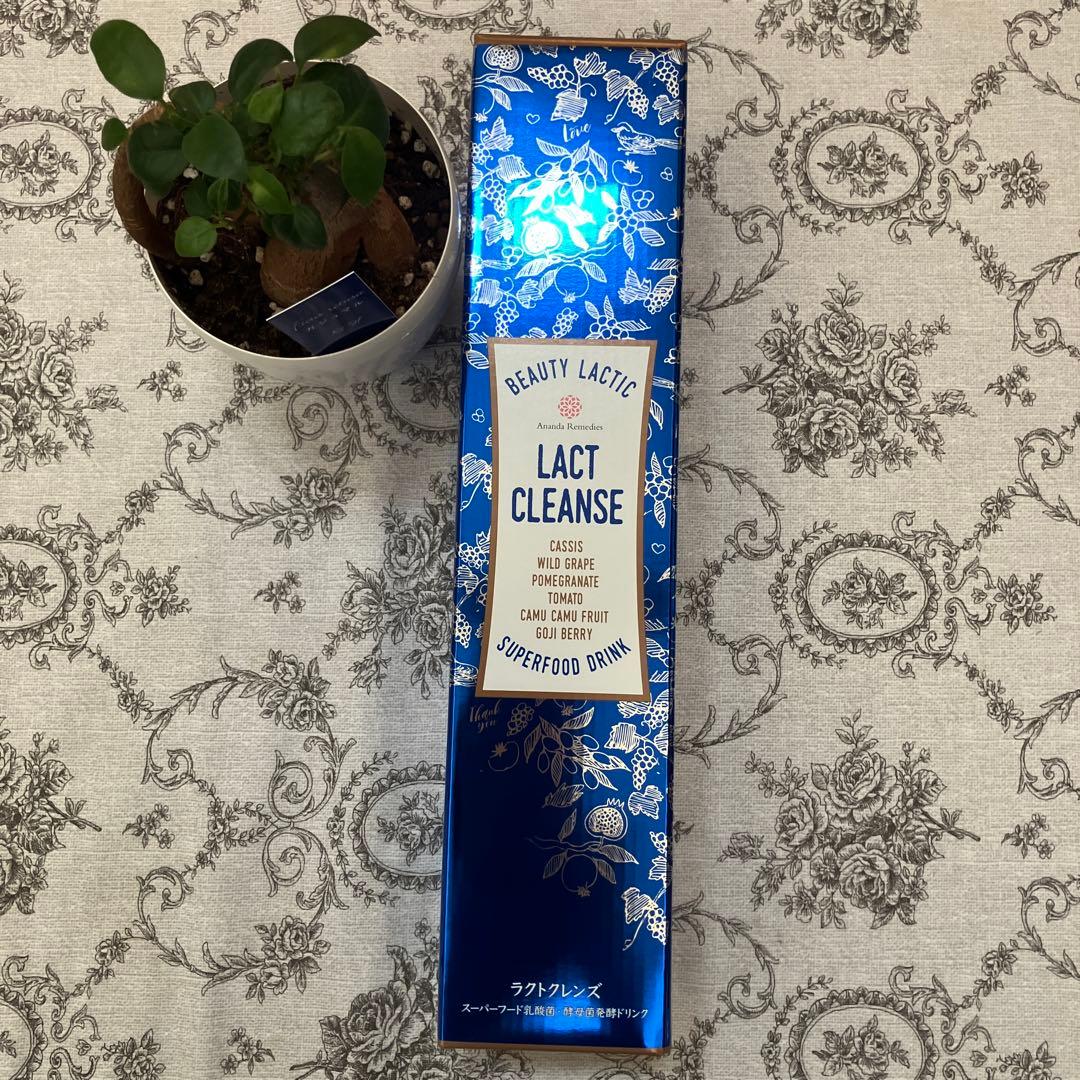 Love
BEAUTY LACTIC
Ananda Remedies
LACT
CLEANSE
CASSIS
WILD GRAPE
POMEGRANATE
TOMATO
CAMU CAMU FRUIT
GOJI BERRY
SUPERFOOD DRINK
Thank
you
ラクトクレンズ
スーパーフード乳酸菌・酵母菌発酵ドリンク